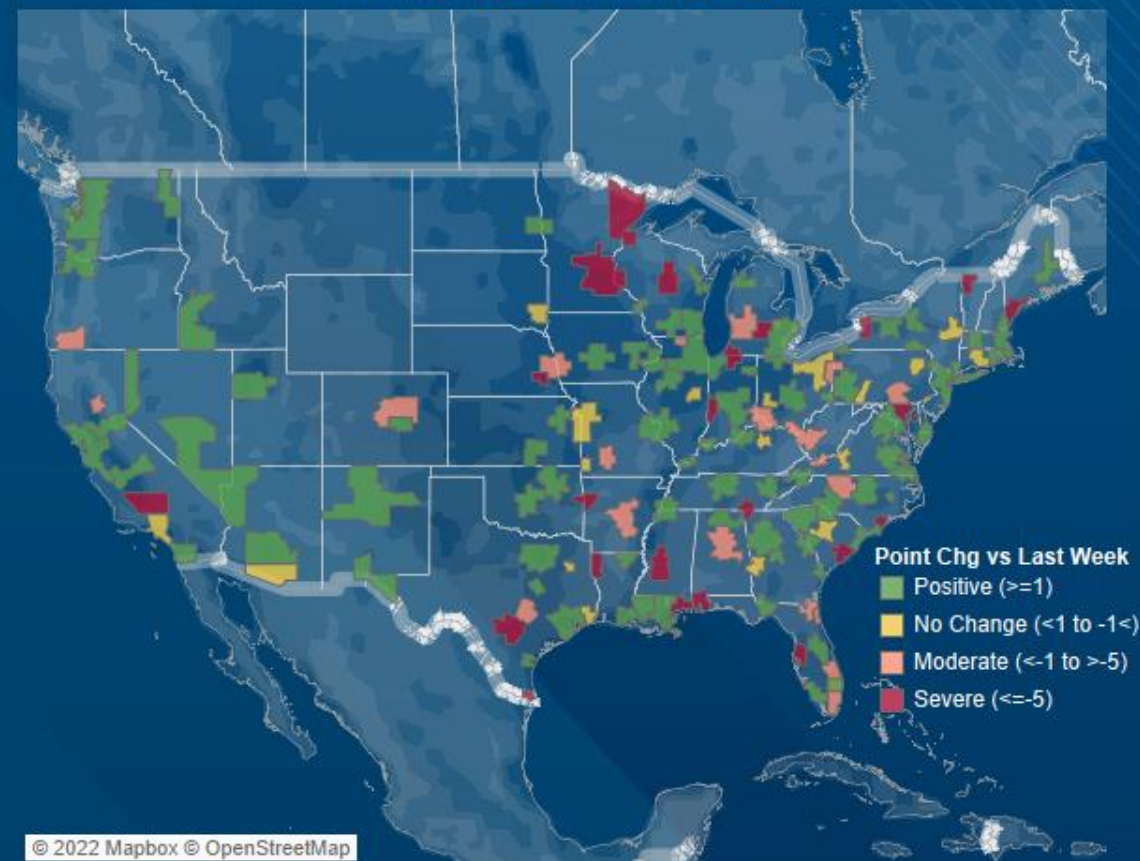 Point Chg vs Last Week
Positive (>=1)
No Change (<1 to -1<)
Moderate (<-1 to >-5)
Severe (<=-5)
© 2022 Mapbox © OpenStreetMap